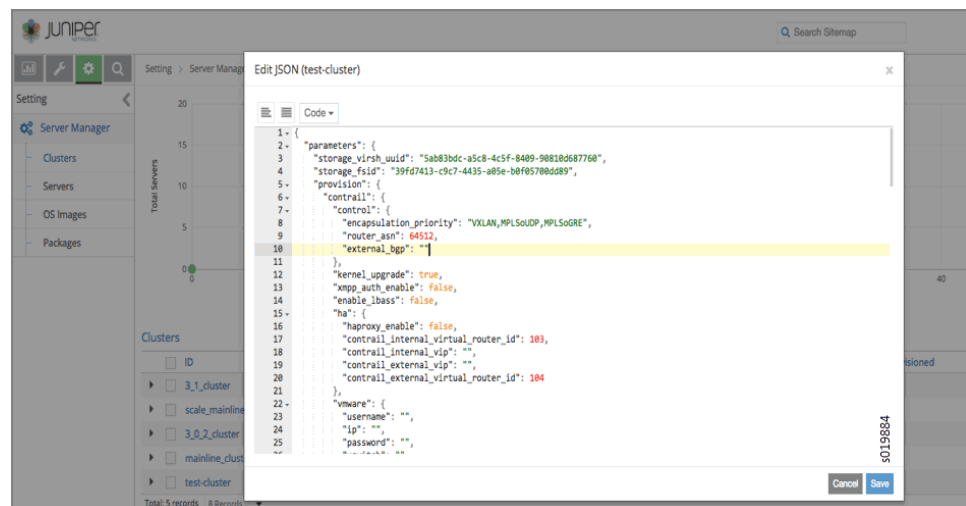 JUNIPER
NETWORKS
Search Sitemap
Setting > Server Manage
Edit JSON (test-cluster)
x
Setting
Server Manager
Clusters
Servers
OS Images
Packages
Total Servers
20
15
10
5
0
0
40
Code
1 {
2 "parameters": {
3 "storage_virsh_uuid": "5ab83bdc-a5c8-4c5f-8409-90810d687760",
4 "storage_fsid": "39fd7413-c9c7-4435-a05e-b0f05700dd89",
5 "provision": {
6 "contrail": {
7 "control": {
8 "encapsulation_priority": "VXLAN,MPLSoUDP,MPLSoGRE",
9 "router_asn": 64512,
10 "external_bgp": ""
11 },
12 "kernel_upgrade": true,
13 "xmpp_auth_enable": false,
14 "enable_lbass": false,
15 "ha": {
16 "haproxy_enable": false,
17 "contrail_internal_virtual_router_id": 103,
18 "contrail_internal_vip": "",
19 "contrail_external_vip": "",
20 "contrail_external_virtual_router_id": 104
21 },
22 "vmware": {
23 "username": "",
24 "ip": "",
25 "password": "",
Clusters
ID
isioned
3_1_cluster
scale_mainline
3_0_2_cluster
mainline_clust
test-cluster
Total: 5 records 8 Records
s019884
Cancel
Save